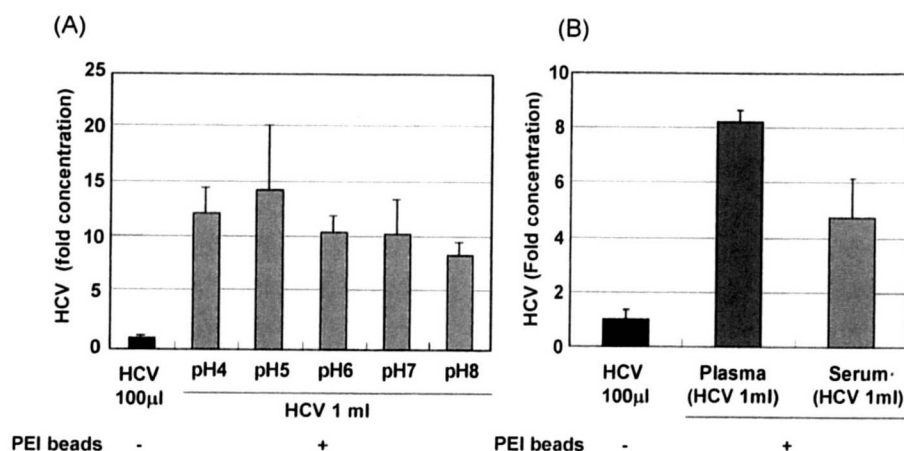 (A)
HCV (fold concentration)
25
20
15
10
5
0
HCV
100µl
pH4 pH5 pH6 pH7 pH8
HCV 1 ml
PEI beads - +
(B)
HCV (Fold concentration)
10
8
6
4
2
0
HCV
100µl
Plasma
(HCV 1ml)
Serum
(HCV 1ml)
PEI beads - +